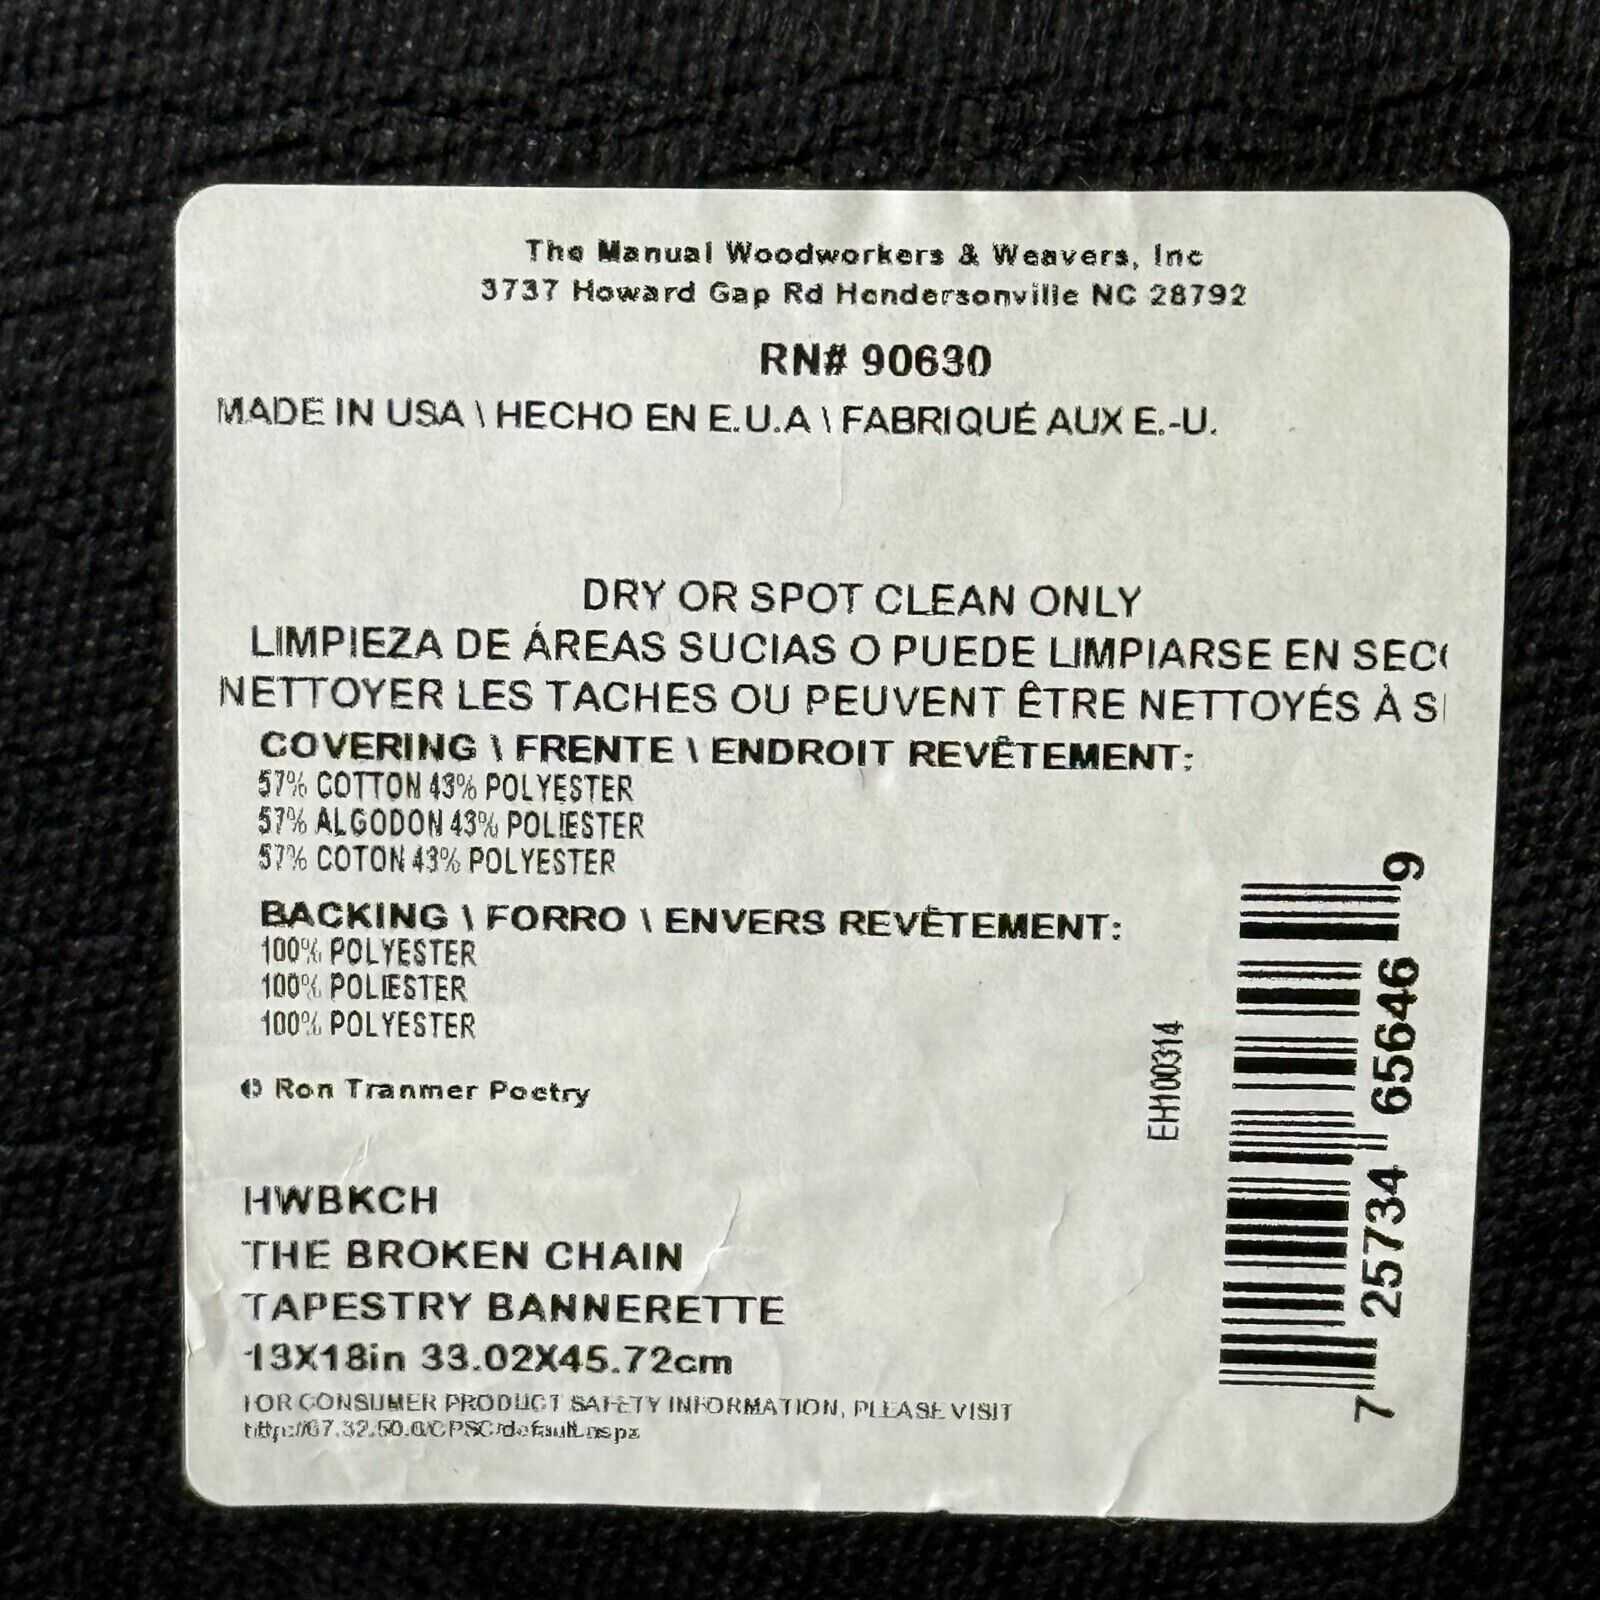 The Manual Woodworkers & Weavers, Inc
3737 Howard Gap Rd Hendersonville NC 28792
RN# 90630
MADE IN USA \ HECHO EN E.U.A \ FABRIQUÉ AUX E.-U.
DRY OR SPOT CLEAN ONLY
LIMPIEZA DE ÁREAS SUCIAS O PUEDE LIMPIARSE EN SEC
NETTOYER LES TACHES OU PEUVENT ÊTRE NETTOYÉS À S
COVERING \ FRENTE \ ENDROIT REVÊTEMENT:
57% COTTON 43% POLYESTER
57% ALGODON 43% POLIESTER
57% COTON 43% POLYESTER
BACKING \ FORRO \ ENVERS REVÊTEMENT:
100% POLYESTER
100% POLIESTER
100% POLYESTER
© Ron Tranmer Poetry
EH100314
HWBKCH
THE BROKEN CHAIN
TAPESTRY BANNERETTE
13X18in 33.02X45.72cm
FOR CONSUMER PRODUCT SAFETY INFORMATION, PLEASE VISIT
7 25734 65646 9